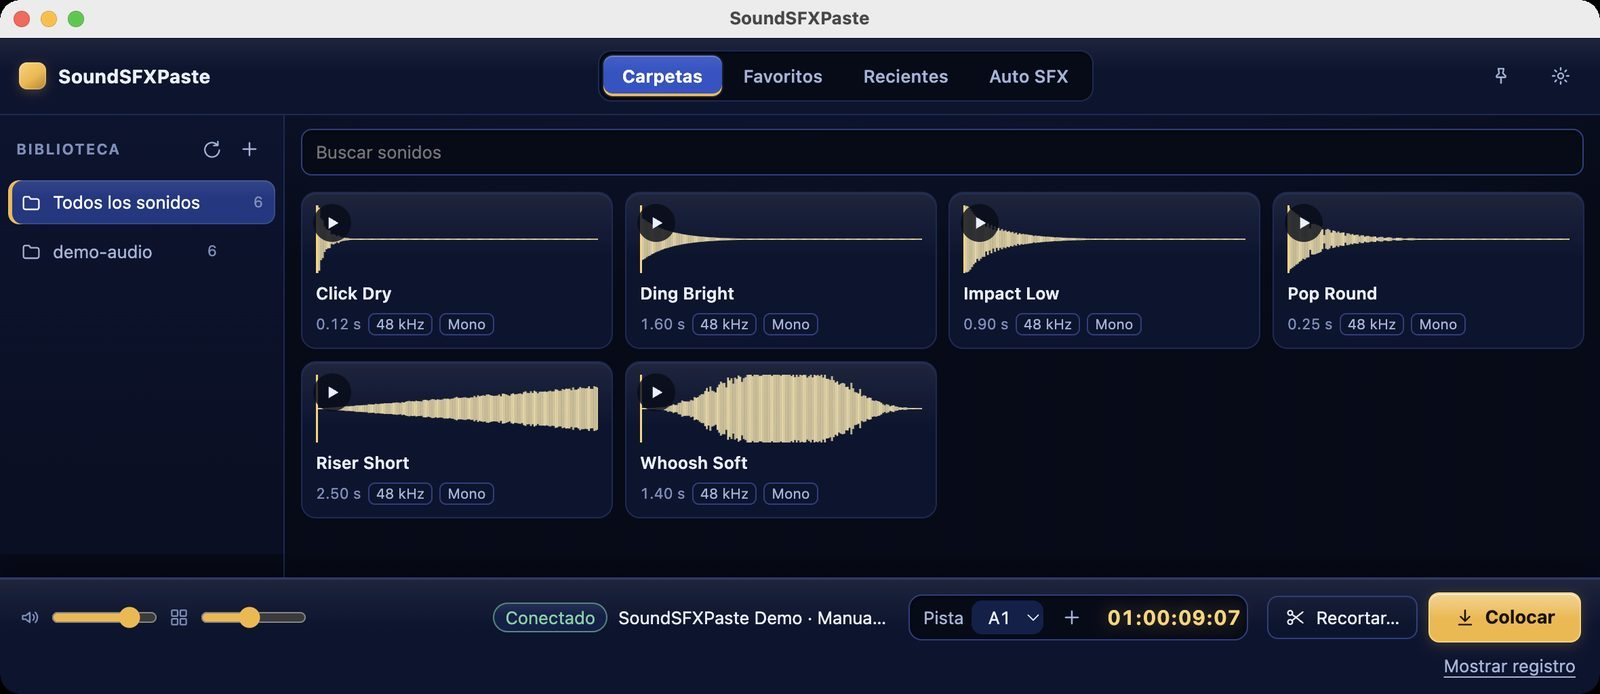 SoundSFXPaste
SoundSFXPaste
Carpetas Favoritos Recientes Auto SFX
BIBLIOTECA
Todos los sonidos 6
demo-audio 6
Buscar sonidos
Click Dry
0.12 s 48 kHz Mono
Ding Bright
1.60 s 48 kHz Mono
Impact Low
0.90 s 48 kHz Mono
Pop Round
0.25 s 48 kHz Mono
Riser Short
2.50 s 48 kHz Mono
Whoosh Soft
1.40 s 48 kHz Mono
Conectado SoundSFXPaste Demo · Manua... Pista A1 01:00:09:07 Recortar... Colocar
Mostrar registro